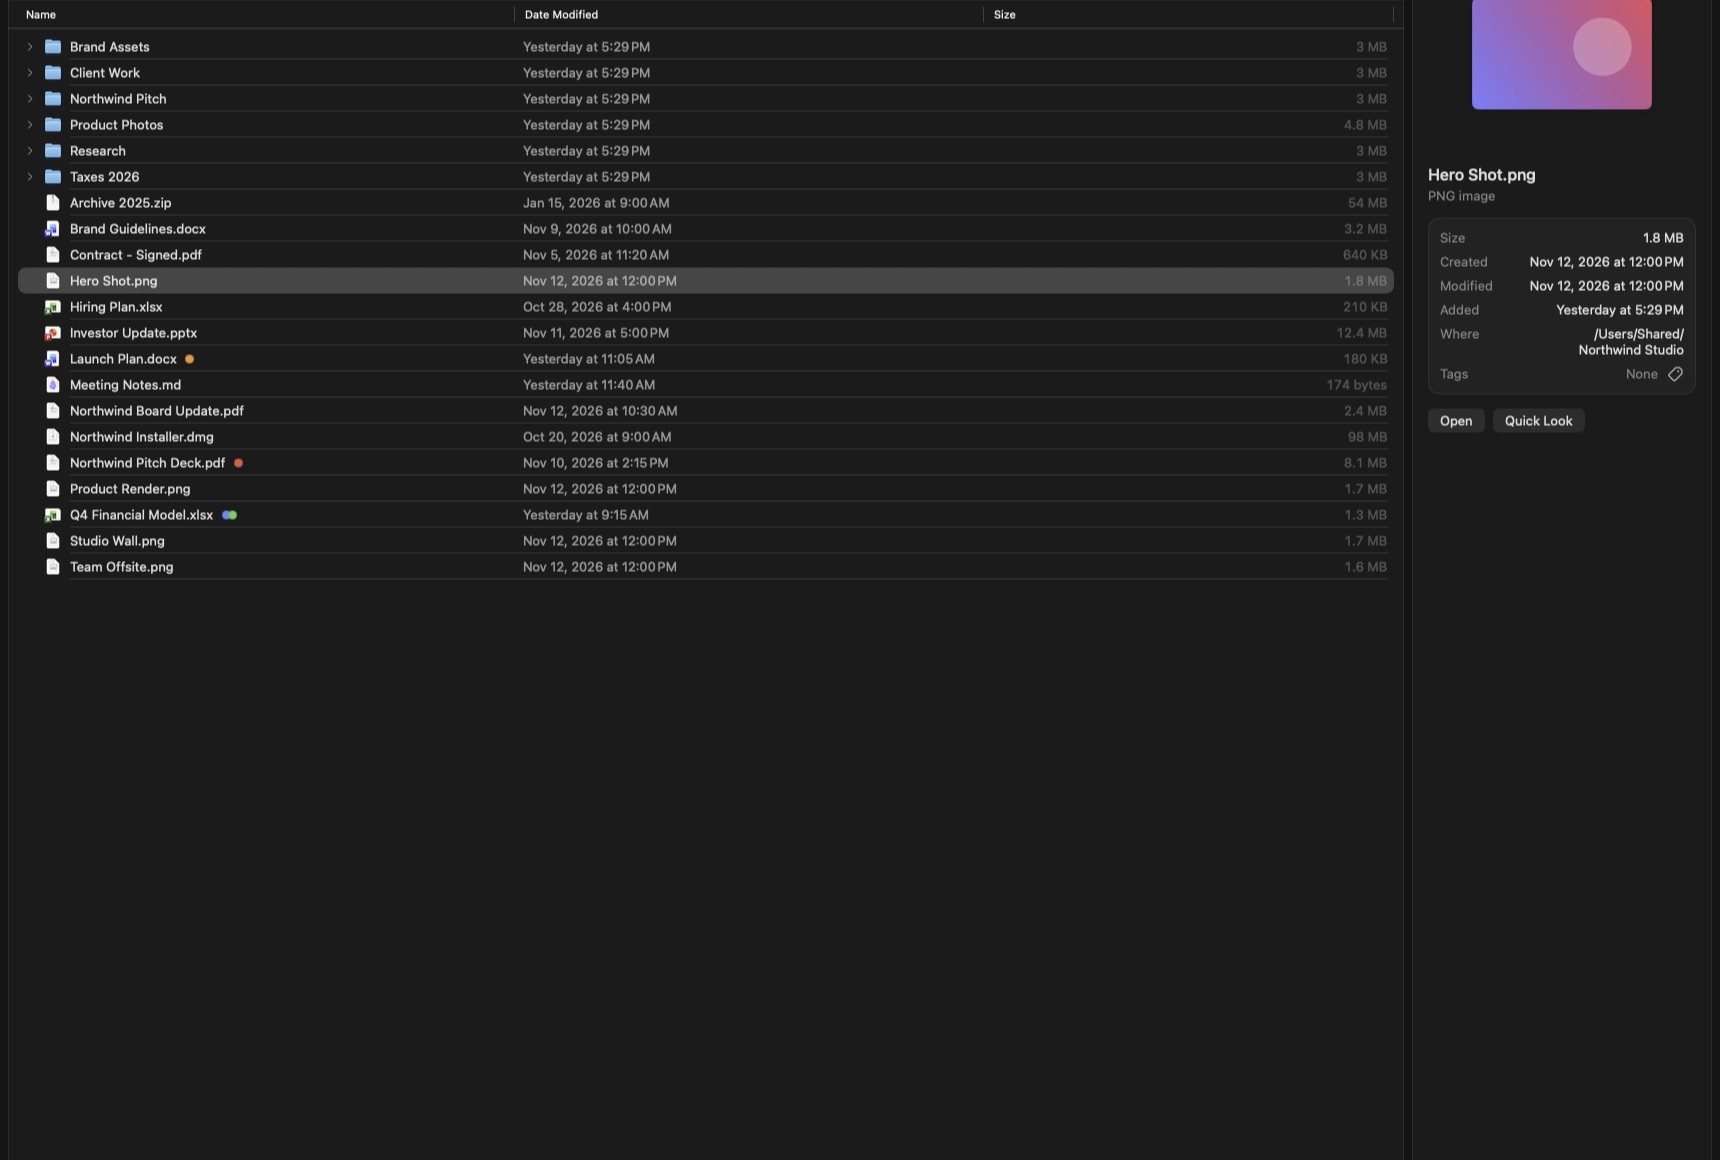 Name Date Modified Size
Brand Assets Yesterday at 5:29 PM 3 MB
Client Work Yesterday at 5:29 PM 3 MB
Northwind Pitch Yesterday at 5:29 PM 3 MB
Product Photos Yesterday at 5:29 PM 4.8 MB
Research Yesterday at 5:29 PM 3 MB
Taxes 2026 Yesterday at 5:29 PM 3 MB
Archive 2025.zip Jan 15, 2026 at 9:00 AM 54 MB
Brand Guidelines.docx Nov 9, 2026 at 10:00 AM 3.2 MB
Contract - Signed.pdf Nov 5, 2026 at 11:20 AM 640 KB
Hero Shot.png Nov 12, 2026 at 12:00 PM 1.8 MB
Hiring Plan.xlsx Oct 28, 2026 at 4:00 PM 210 KB
Investor Update.pptx Nov 11, 2026 at 5:00 PM 12.4 MB
Launch Plan.docx Yesterday at 11:05 AM 180 KB
Meeting Notes.md Yesterday at 11:40 AM 174 bytes
Northwind Board Update.pdf Nov 12, 2026 at 10:30 AM 2.4 MB
Northwind Installer.dmg Oct 20, 2026 at 9:00 AM 98 MB
Northwind Pitch Deck.pdf Nov 10, 2026 at 2:15 PM 8.1 MB
Product Render.png Nov 12, 2026 at 12:00 PM 1.7 MB
Q4 Financial Model.xlsx Yesterday at 9:15 AM 1.3 MB
Studio Wall.png Nov 12, 2026 at 12:00 PM 1.7 MB
Team Offsite.png Nov 12, 2026 at 12:00 PM 1.6 MB
Hero Shot.png
PNG image
Size 1.8 MB
Created Nov 12, 2026 at 12:00 PM
Modified Nov 12, 2026 at 12:00 PM
Added Yesterday at 5:29 PM
Where /Users/Shared/
Northwind Studio
Tags None
Open Quick Look